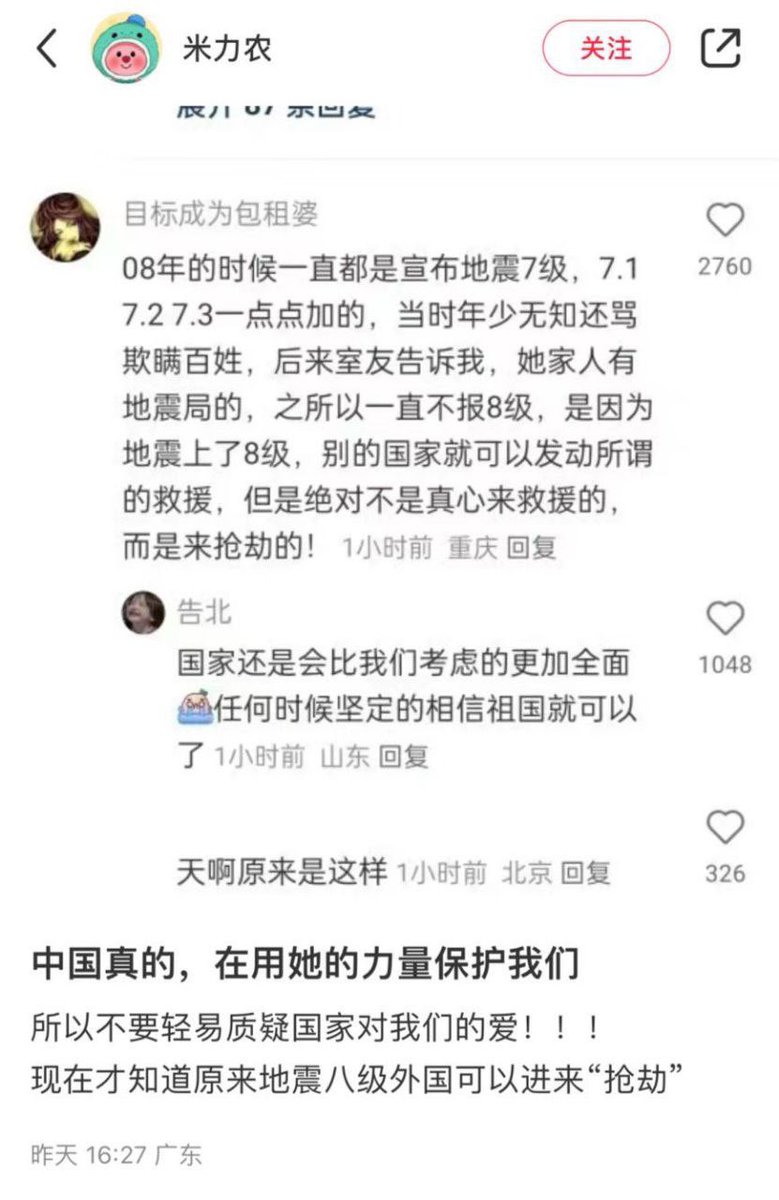 米力农
关注
展开 67 条回复
目标成为包租婆
08年的时候一直都是宣布地震7级，7.1
2760
7.2 7.3一点点加的，当时年少无知还骂
欺瞒百姓，后来室友告诉我，她家人有
地震局的，之所以一直不报8级，是因为
地震上了8级，别的国家就可以发动所谓
的救援，但是绝对不是真心来救援的，
而是来抢劫的！ 1小时前 重庆 回复
告北
国家还是会比我们考虑的更加全面
1048
任何时候坚定的相信祖国就可以
了 1小时前 山东 回复
天啊原来是这样 1小时前 北京 回复
326
中国真的，在用她的力量保护我们
所以不要轻易质疑国家对我们的爱！！！
现在才知道原来地震八级外国可以进来“抢劫”
昨天 16:27 广东